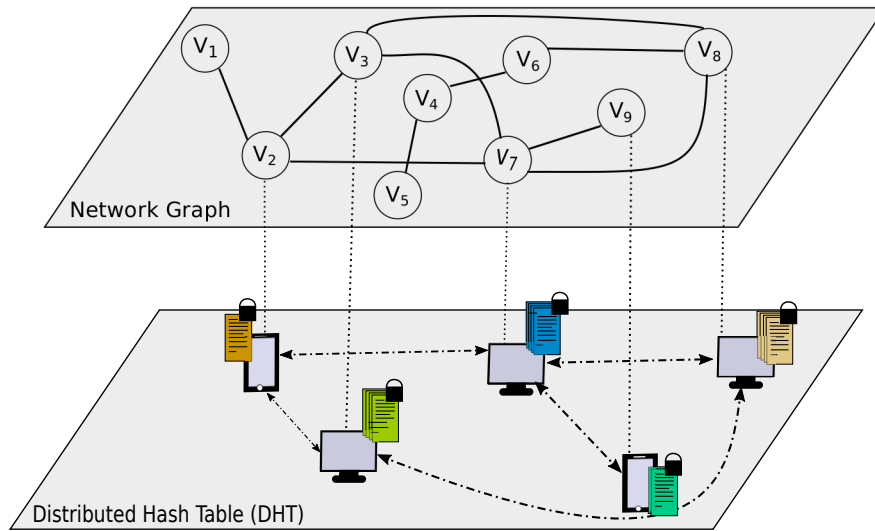 V1
V3
V6
V8
V4
V9
V2
V7
V5
Network Graph
Distributed Hash Table (DHT)